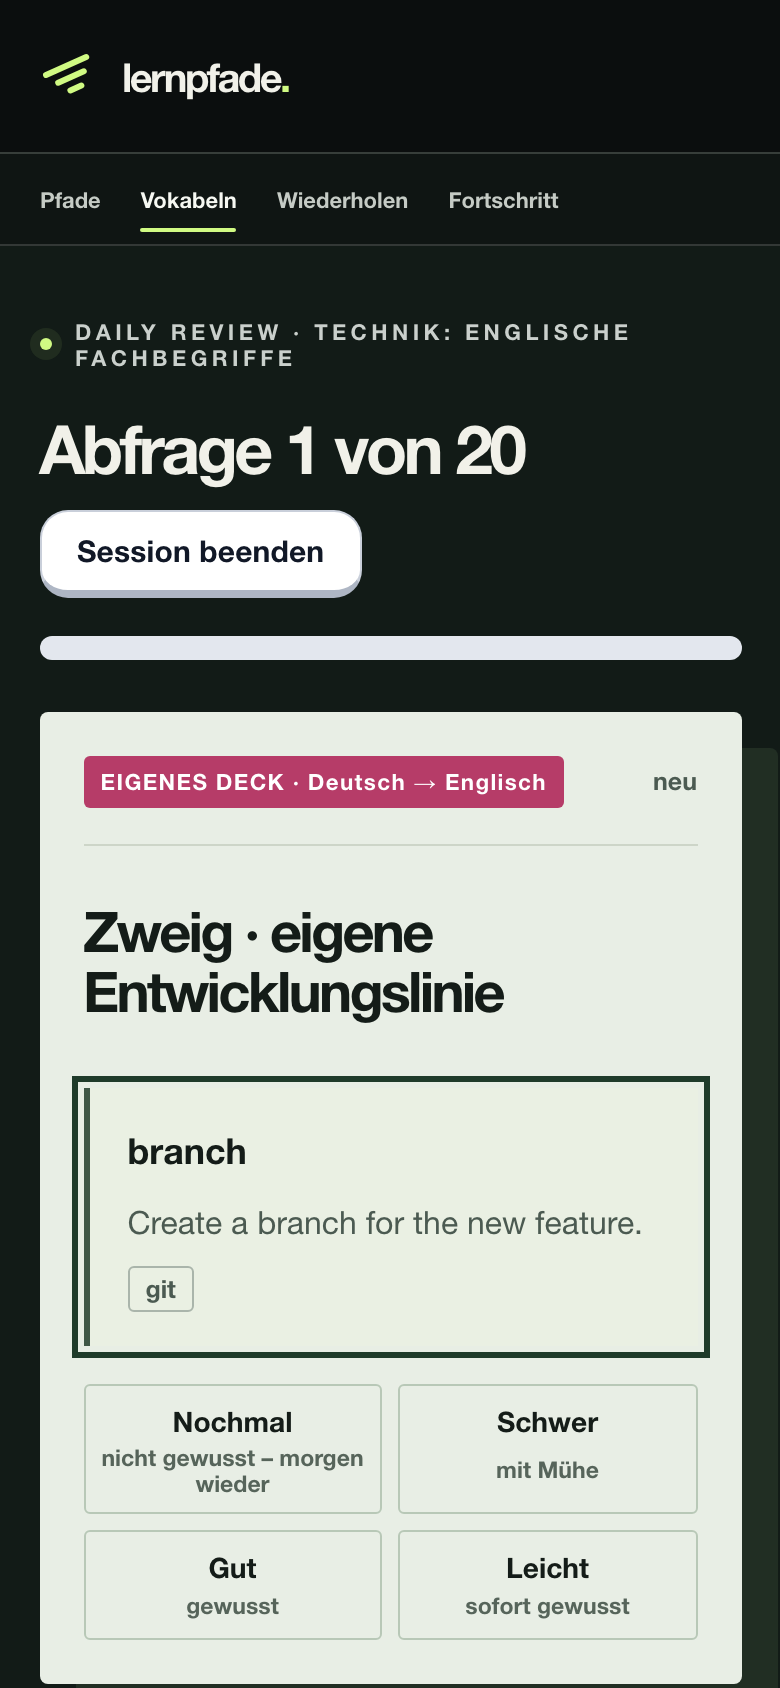 lernpfade.
Pfade Vokabeln Wiederholen Fortschritt
DAILY REVIEW · TECHNIK: ENGLISCHE
FACHBEGRIFFE
Abfrage 1 von 20
Session beenden
EIGENES DECK · Deutsch → Englisch neu
Zweig · eigene
Entwicklungslinie
branch
Create a branch for the new feature.
git
Nochmal
nicht gewusst – morgen
wieder
Schwer
mit Mühe
Gut
gewusst
Leicht
sofort gewusst